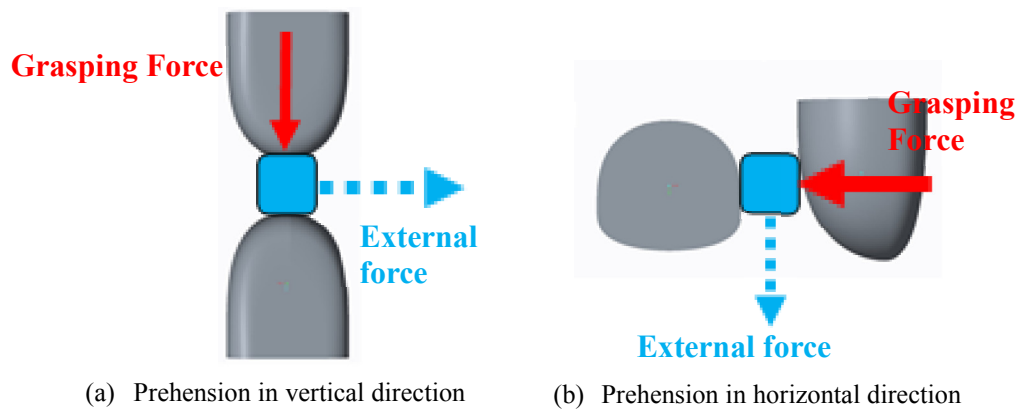 Grasping Force
External
force
(a) Prehension in vertical direction
Grasping
Force
External force
(b) Prehension in horizontal direction